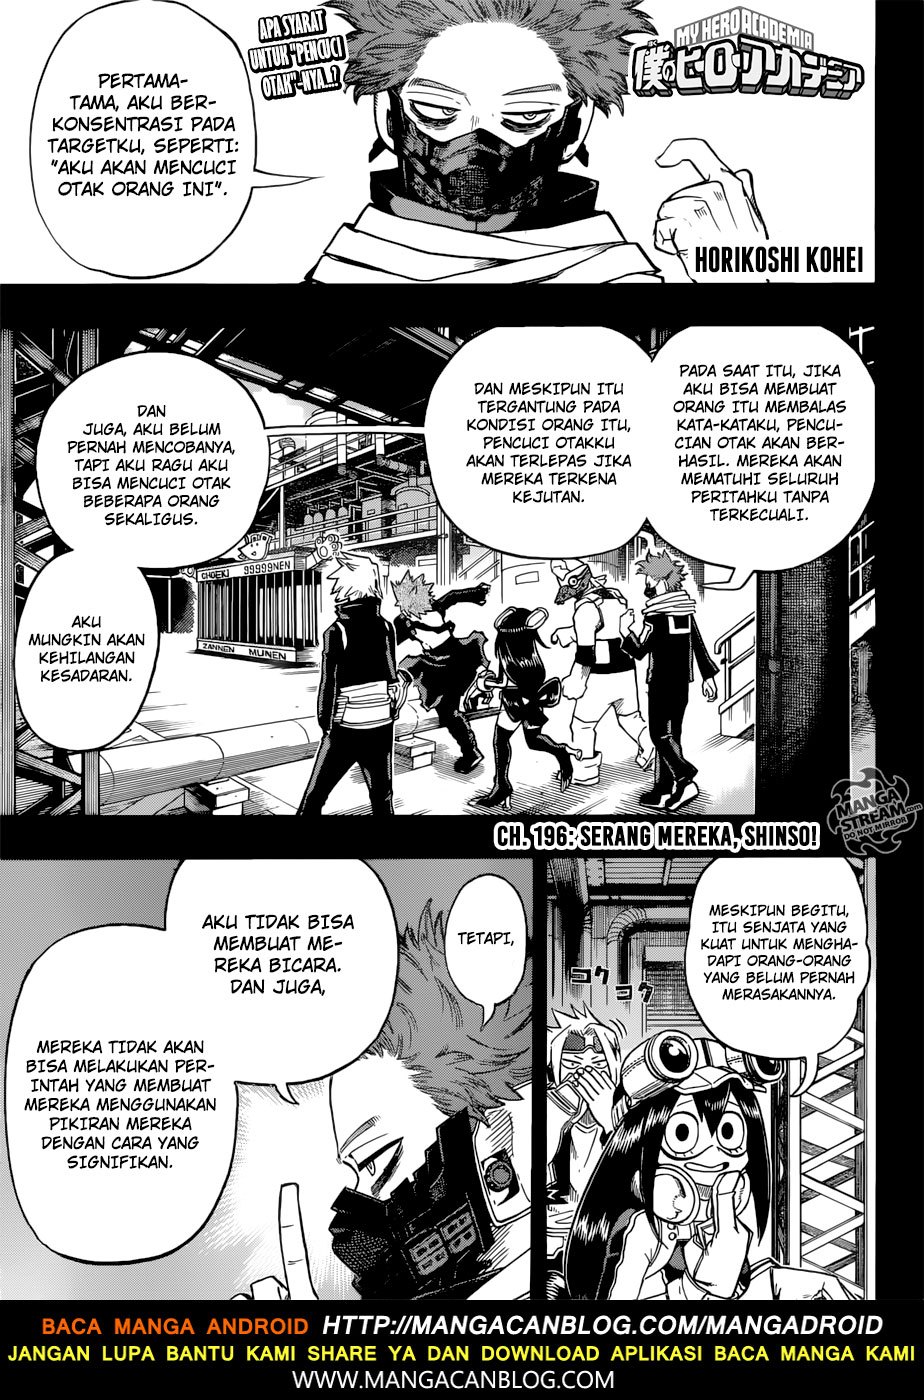 APA SYARAT
UNTUK "PENCUCI
OTAK"-NYA...?
MY HERO ACADEMIA
僕のヒーローアカデミア
PERTAMA-
TAMA, AKU BER-
KONSENTRASI PADA
TARGETKU, SEPERTI:
"AKU AKAN MENCUCI
OTAK ORANG INI".
HORIKOSHI KOHEI
PADA SAAT ITU, JIKA
AKU BISA MEMBUAT
ORANG ITU MEMBALAS
KATA-KATAKU, PENCU-
CIAN OTAK AKAN BER-
HASIL. MEREKA AKAN
MEMATUHI SELURUH
PERITAHKU TANPA
TERKECUALI.
DAN MESKIPUN ITU
TERGANTUNG PADA
KONDISI ORANG ITU,
PENCUCI OTAKKU
AKAN TERLEPAS JIKA
MEREKA TERKENA
KEJUTAN.
DAN
JUGA, AKU BELUM
PERNAH MENCOBANYA,
TAPI AKU RAGU AKU
BISA MENCUCI OTAK
BEBERAPA ORANG
SEKALIGUS.
AKU
MUNGKIN AKAN
KEHILANGAN
KESADARAN.
CHOEKI 99999NEN
ZANNEN MUNEN
MANGA
STREAM.com
DO NOT MIRROR!
CH. 196: SERANG MEREKA, SHINSO!
MESKIPUN BEGITU,
ITU SENJATA YANG
KUAT UNTUK MENGHA-
DAPI ORANG-ORANG
YANG BELUM PERNAH
MERASAKANNYA.
コク
コク
TETAPI,
AKU TIDAK BISA
MEMBUAT ME-
REKA BICARA.
DAN JUGA,
MEREKA TIDAK AKAN
BISA MELAKUKAN PER-
INTAH YANG MEMBUAT
MEREKA MENGGUNAKAN
PIKIRAN MEREKA
DENGAN CARA YANG
SIGNIFIKAN.
BACA MANGA ANDROID HTTP://MANGACANBLOG.COM/MANGADROID
JANGAN LUPA BANTU KAMI SHARE YA DAN DOWNLOAD APLIKASI BACA MANGA KAMI
WWW.MANGACANBLOG.COM